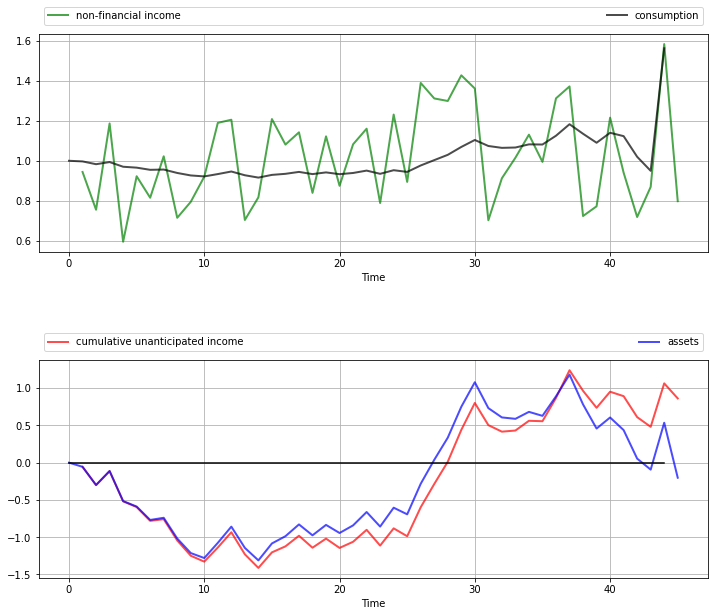 non-financial income consumption
1.6
1.4
1.2
1.0
0.8
0.6
0 10 20 30 40
Time
cumulative unanticipated income assets
1.0
0.5
0.0
−0.5
−1.0
−1.5
0 10 20 30 40
Time